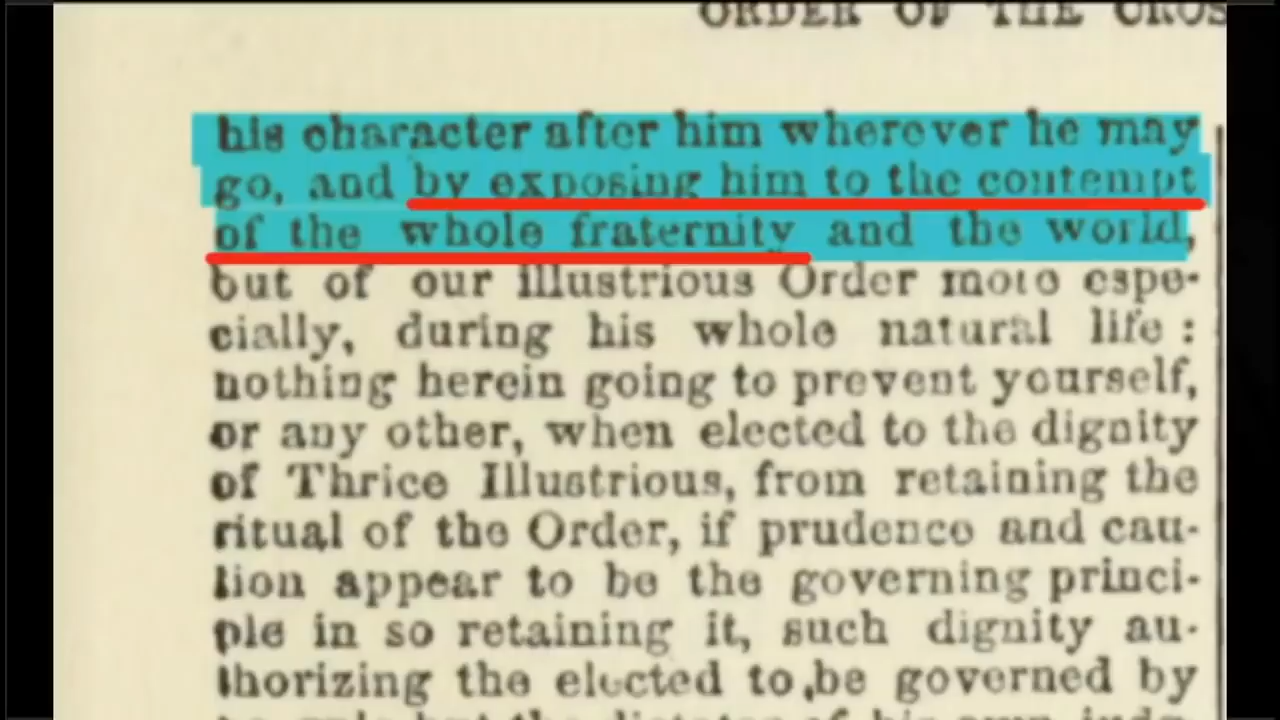 ORDER OF THE CROS
his character after him wherever he may
go, and by exposing him to the contempt
of the whole fraternity and the world,
but of our illustrious Order more espe-
cially, during his whole natural life :
nothing herein going to prevent yourself,
or any other, when elected to the dignity
of Thrice Illustrious, from retaining the
ritual of the Order, if prudence and cau-
tion appear to be the governing princi-
ple in so retaining it, such dignity au-
thorizing the elected to be governed by